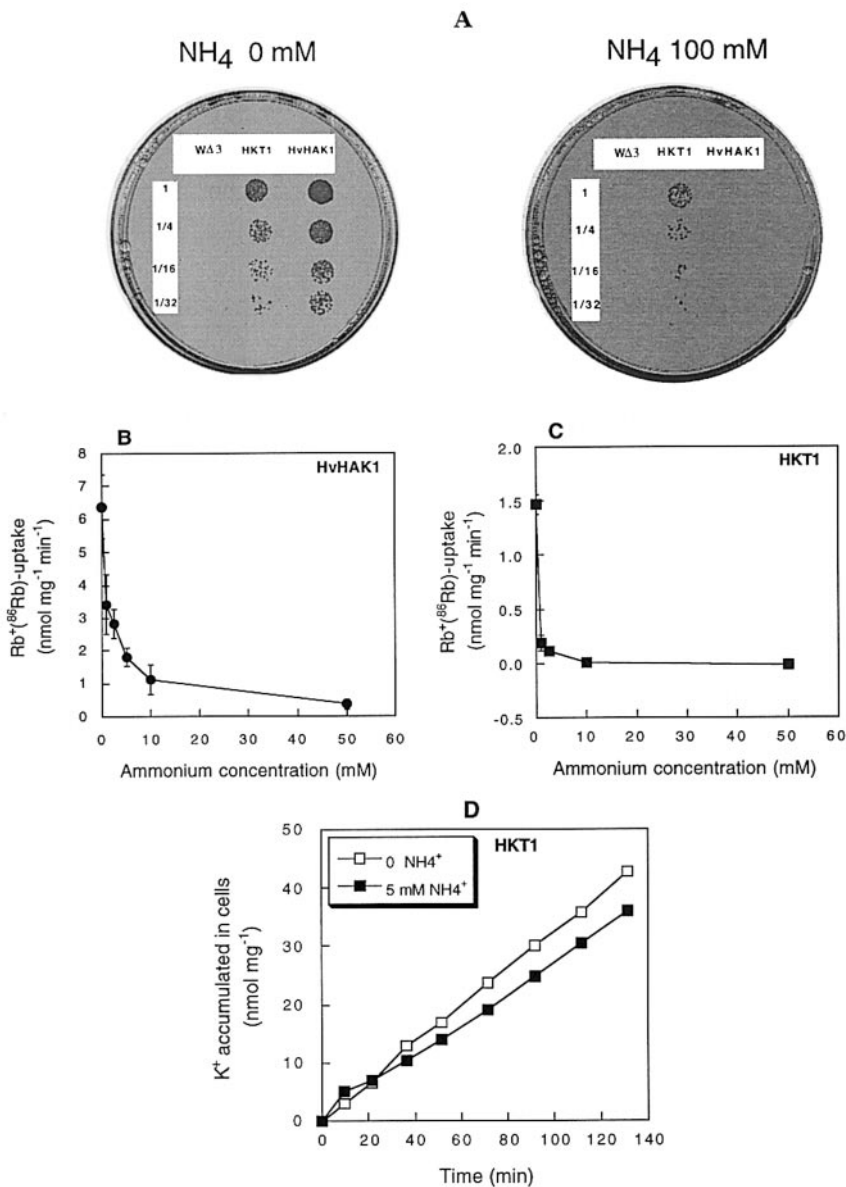 A
NH4 0 mM
NH4 100 mM
WΔ3 HKT1 HvHAK1
1
1/4
1/16
1/32
WΔ3 HKT1 HvHAK1
1
1/4
1/16
1/32
B
HvHAK1
8
7
6
5
4
3
2
1
0
0 10 20 30 40 50 60
Rb+(86Rb)-uptake
(nmol mg-1 min-1)
Ammonium concentration (mM)
C
HKT1
2.0
1.5
1.0
0.5
0.0
-0.5
0 10 20 30 40 50 60
Rb+(86Rb)-uptake
(nmol mg-1 min-1)
Ammonium concentration (mM)
D
HKT1
0 NH4+
5 mM NH4+
50
40
30
20
10
0
0 20 40 60 80 100 120 140
K+ accumulated in cells
(nmol mg-1)
Time (min)